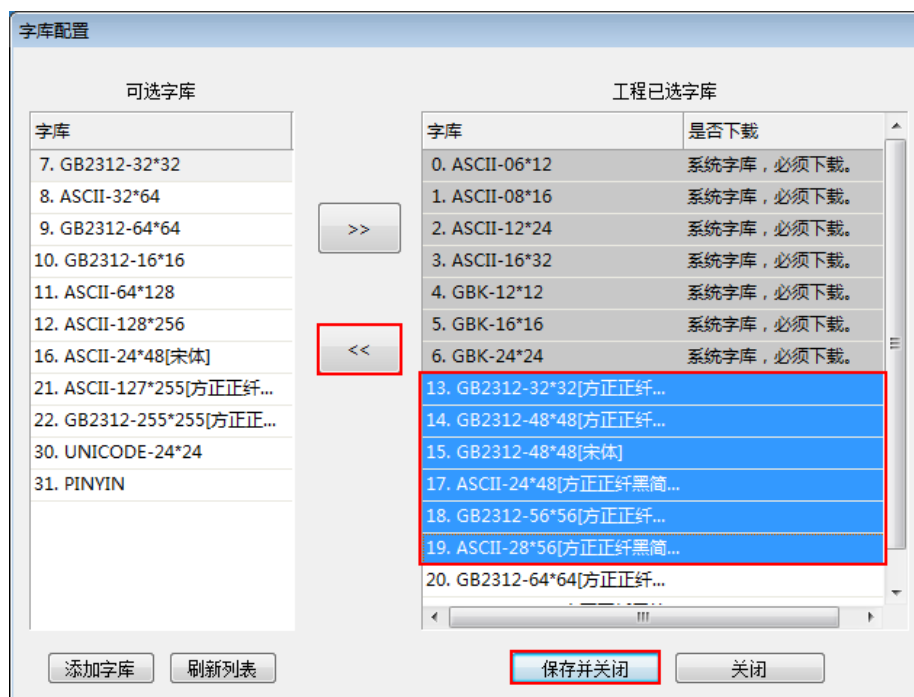 字库配置
可选字库
字库
7. GB2312-32*32
8. ASCII-32*64
9. GB2312-64*64
10. GB2312-16*16
11. ASCII-64*128
12. ASCII-128*256
16. ASCII-24*48[宋体]
21. ASCII-127*255[方正正纤...
22. GB2312-255*255[方正正...
30. UNICODE-24*24
31. PINYIN
>>
<<
工程已选字库
字库 是否下载
0. ASCII-06*12 系统字库，必须下载。
1. ASCII-08*16 系统字库，必须下载。
2. ASCII-12*24 系统字库，必须下载。
3. ASCII-16*32 系统字库，必须下载。
4. GBK-12*12 系统字库，必须下载。
5. GBK-16*16 系统字库，必须下载。
6. GBK-24*24 系统字库，必须下载。
13. GB2312-32*32[方正正纤...
14. GB2312-48*48[方正正纤...
15. GB2312-48*48[宋体]
17. ASCII-24*48[方正正纤黑简...
18. GB2312-56*56[方正正纤...
19. ASCII-28*56[方正正纤黑简...
20. GB2312-64*64[方正正纤...
添加字库 刷新列表 保存并关闭 关闭